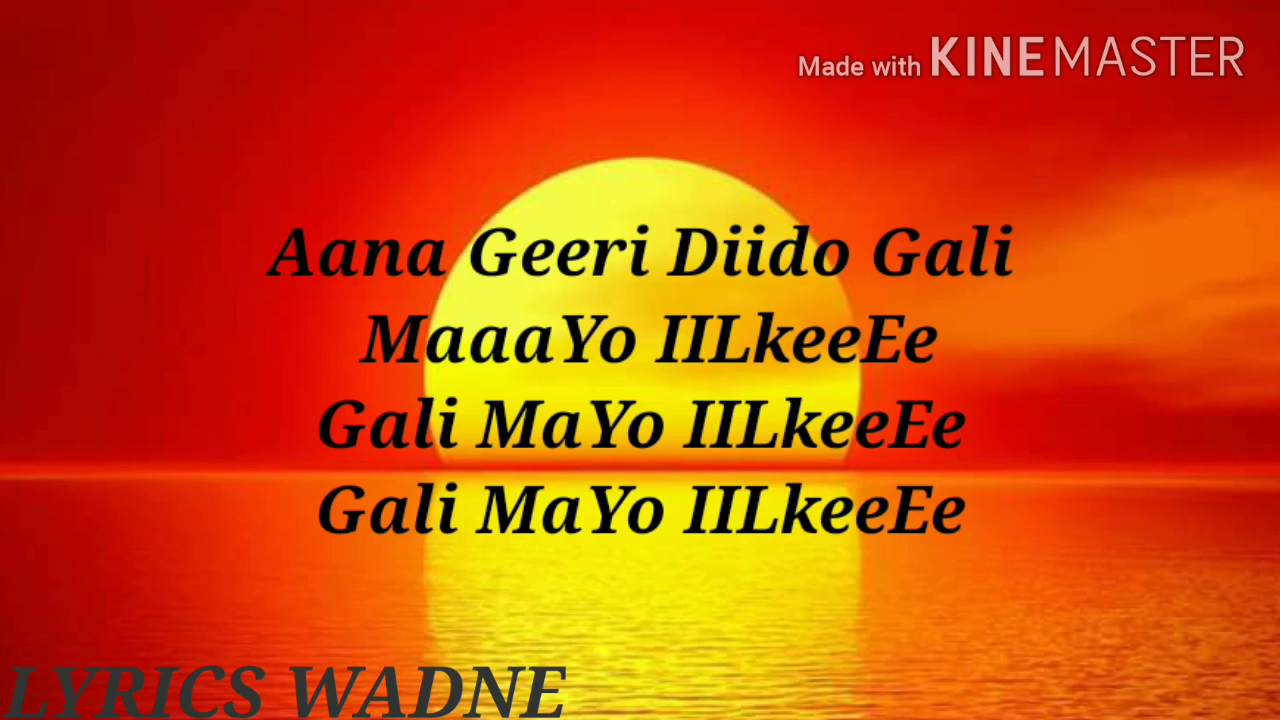 Made with KINEMASTER
Aana Geeri Diido Gali
MaaaYo IILkeeEe
Gali MaYo IILkeeEe
Gali MaYo IILkeeEe
LYRICS WADNE